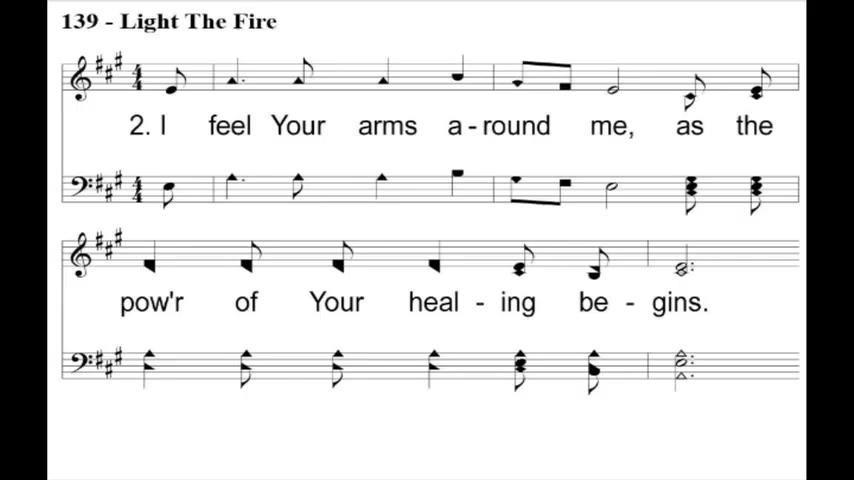 139 - Light The Fire
2. I feel Your arms a - round me, as the
pow'r of Your heal - ing be - gins.